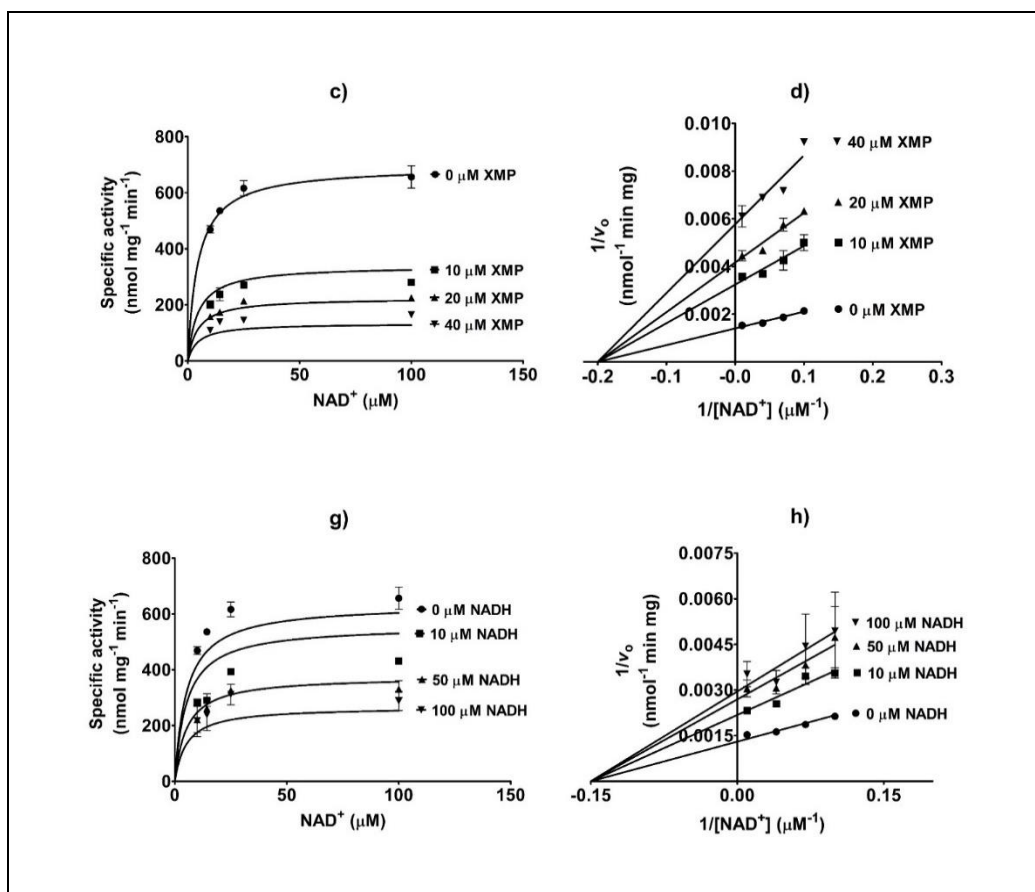 c)
Specific activity
(nmol mg⁻¹ min⁻¹)
800
600
400
200
0
0 50 100 150
NAD⁺ (μM)
0 μM XMP
10 μM XMP
20 μM XMP
40 μM XMP
d)
1/vₒ
(nmol⁻¹ min mg)
0.010
0.008
0.006
0.004
0.002
-0.2 -0.1 -0.0 0.1 0.2 0.3
1/[NAD⁺] (μM⁻¹)
40 μM XMP
20 μM XMP
10 μM XMP
0 μM XMP
g)
Specific activity
(nmol mg⁻¹ min⁻¹)
800
600
400
200
0
0 50 100 150
NAD⁺ (μM)
0 μM NADH
10 μM NADH
50 μM NADH
100 μM NADH
h)
1/vₒ
(nmol⁻¹ min mg)
0.0075
0.0060
0.0045
0.0030
0.0015
-0.15 0.00 0.15
1/[NAD⁺] (μM⁻¹)
100 μM NADH
50 μM NADH
10 μM NADH
0 μM NADH